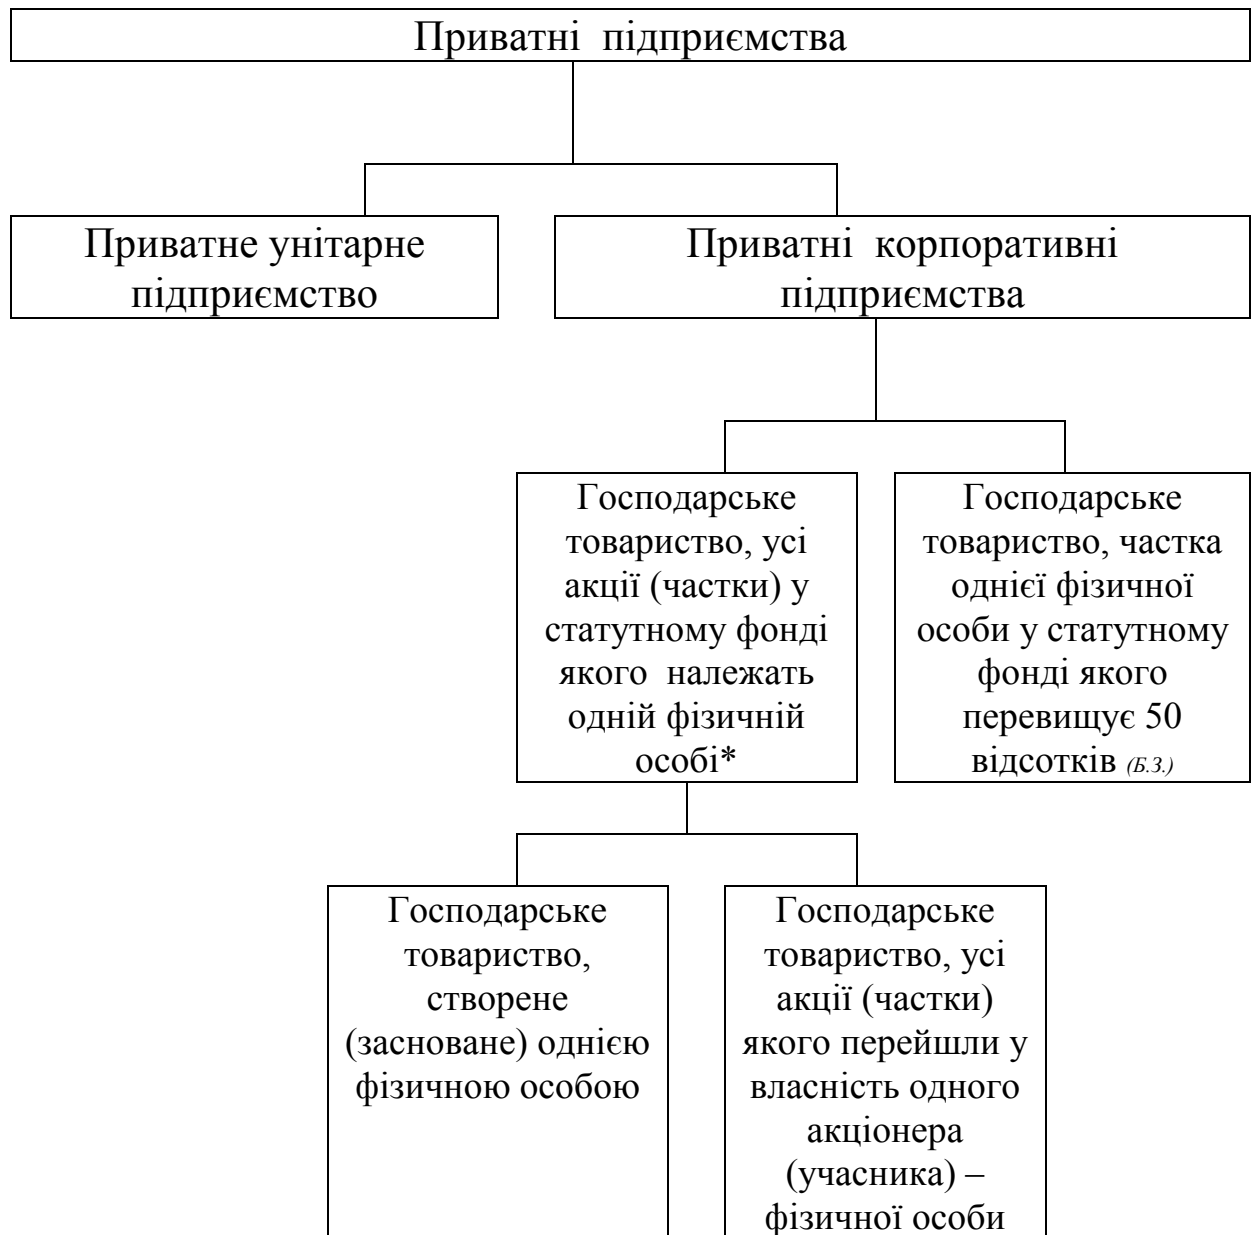 Приватні підприємства
Приватне унітарне
підприємство
Приватні корпоративні
підприємства
Господарське
товариство, усі
акції (частки) у
статутному фонді
якого належать
одній фізичній
особі*
Господарське
товариство, частка
однієї фізичної
особи у статутному
фонді якого
перевищує 50
відсотків (Б.З.)
Господарське
товариство,
створене
(засноване) однією
фізичною особою
Господарське
товариство, усі
акції (частки)
якого перейшли у
власність одного
акціонера
(учасника) –
фізичної особи